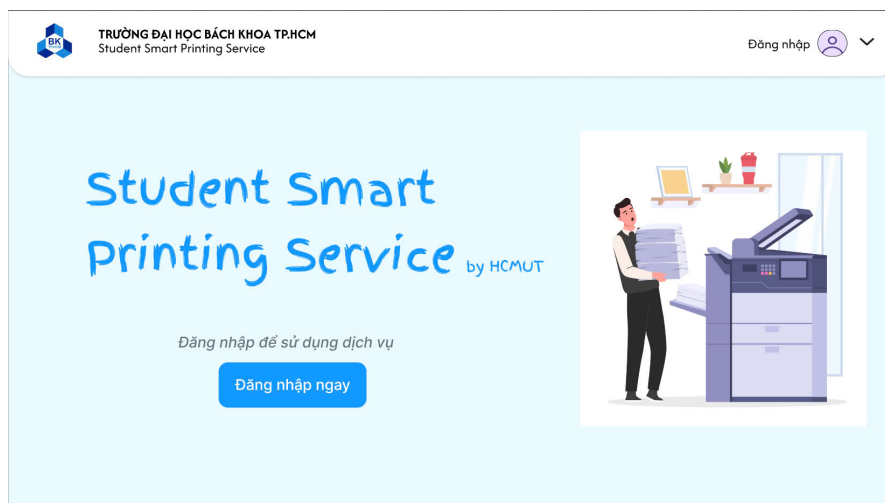 BK
TRƯỜNG ĐẠI HỌC BÁCH KHOA TP.HCM
Student Smart Printing Service
Đăng nhập
Student Smart
Printing Service by HCMUT
Đăng nhập để sử dụng dịch vụ
Đăng nhập ngay